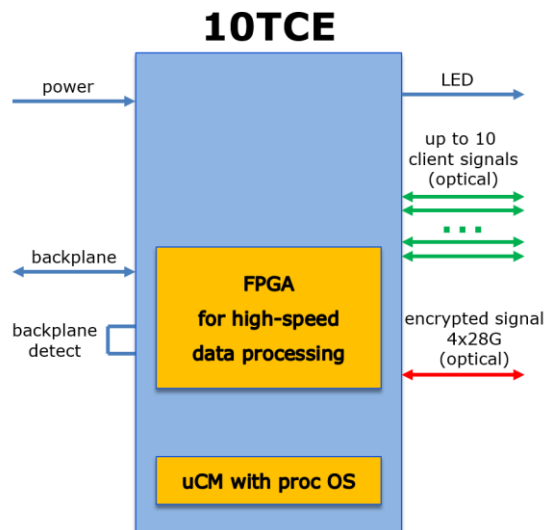 10TCE
power
LED
up to 10
client signals
(optical)
backplane
FPGA
for high-speed
data processing
backplane
detect
encrypted signal
4x28G
(optical)
uCM with proc OS